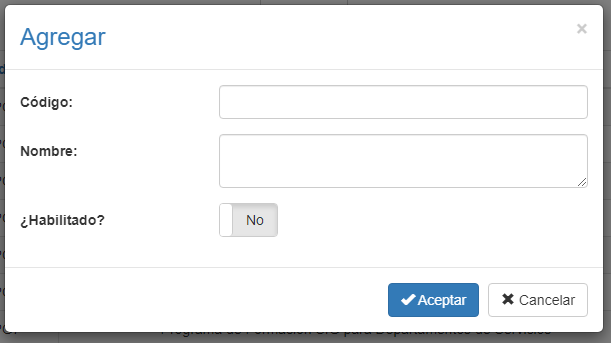 Agregar
×
Código:
Nombre:
¿Habilitado?
No
Aceptar
Cancelar